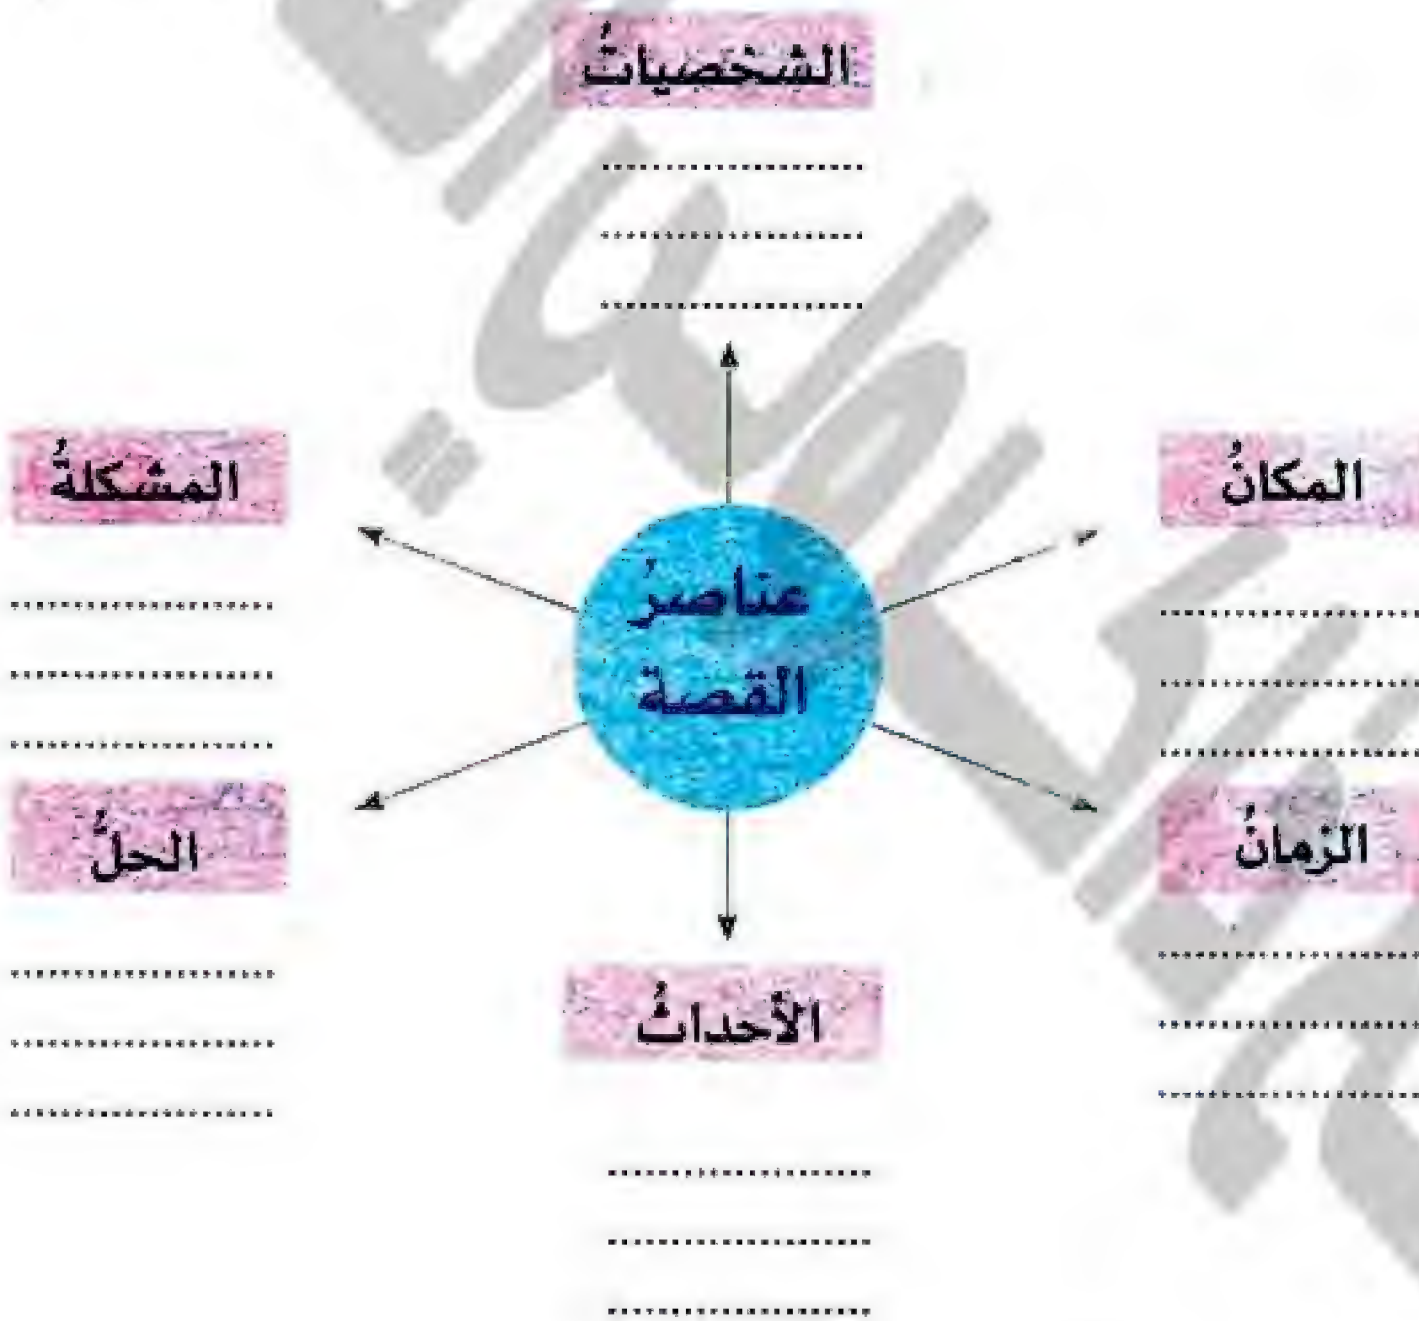 الشخصياتُ
المكانُ
المشكلةُ
عناصرُ
القصة
الزمانُ
الحلُّ
الأحداثُ